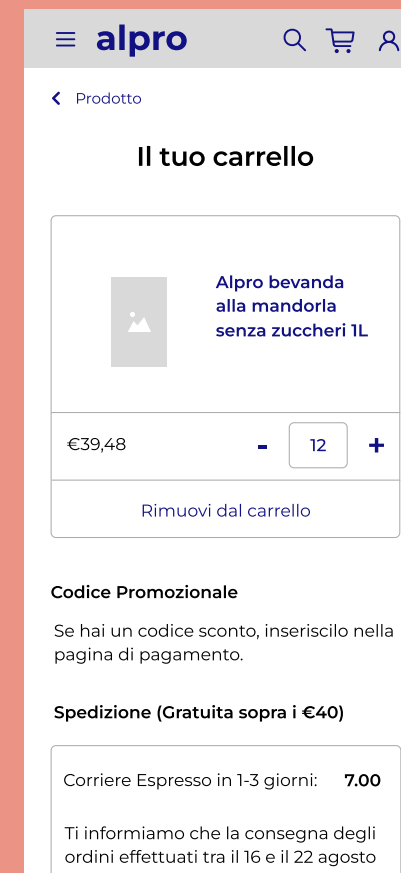 alpro
Prodotto
Il tuo carrello
Alpro bevanda
alla mandorla
senza zuccheri 1L
€39,48 - 12 +
Rimuovi dal carrello
Codice Promozionale
Se hai un codice sconto, inseriscilo nella
pagina di pagamento.
Spedizione (Gratuita sopra i €40)
Corriere Espresso in 1-3 giorni: 7.00
Ti informiamo che la consegna degli
ordini effettuati tra il 16 e il 22 agosto